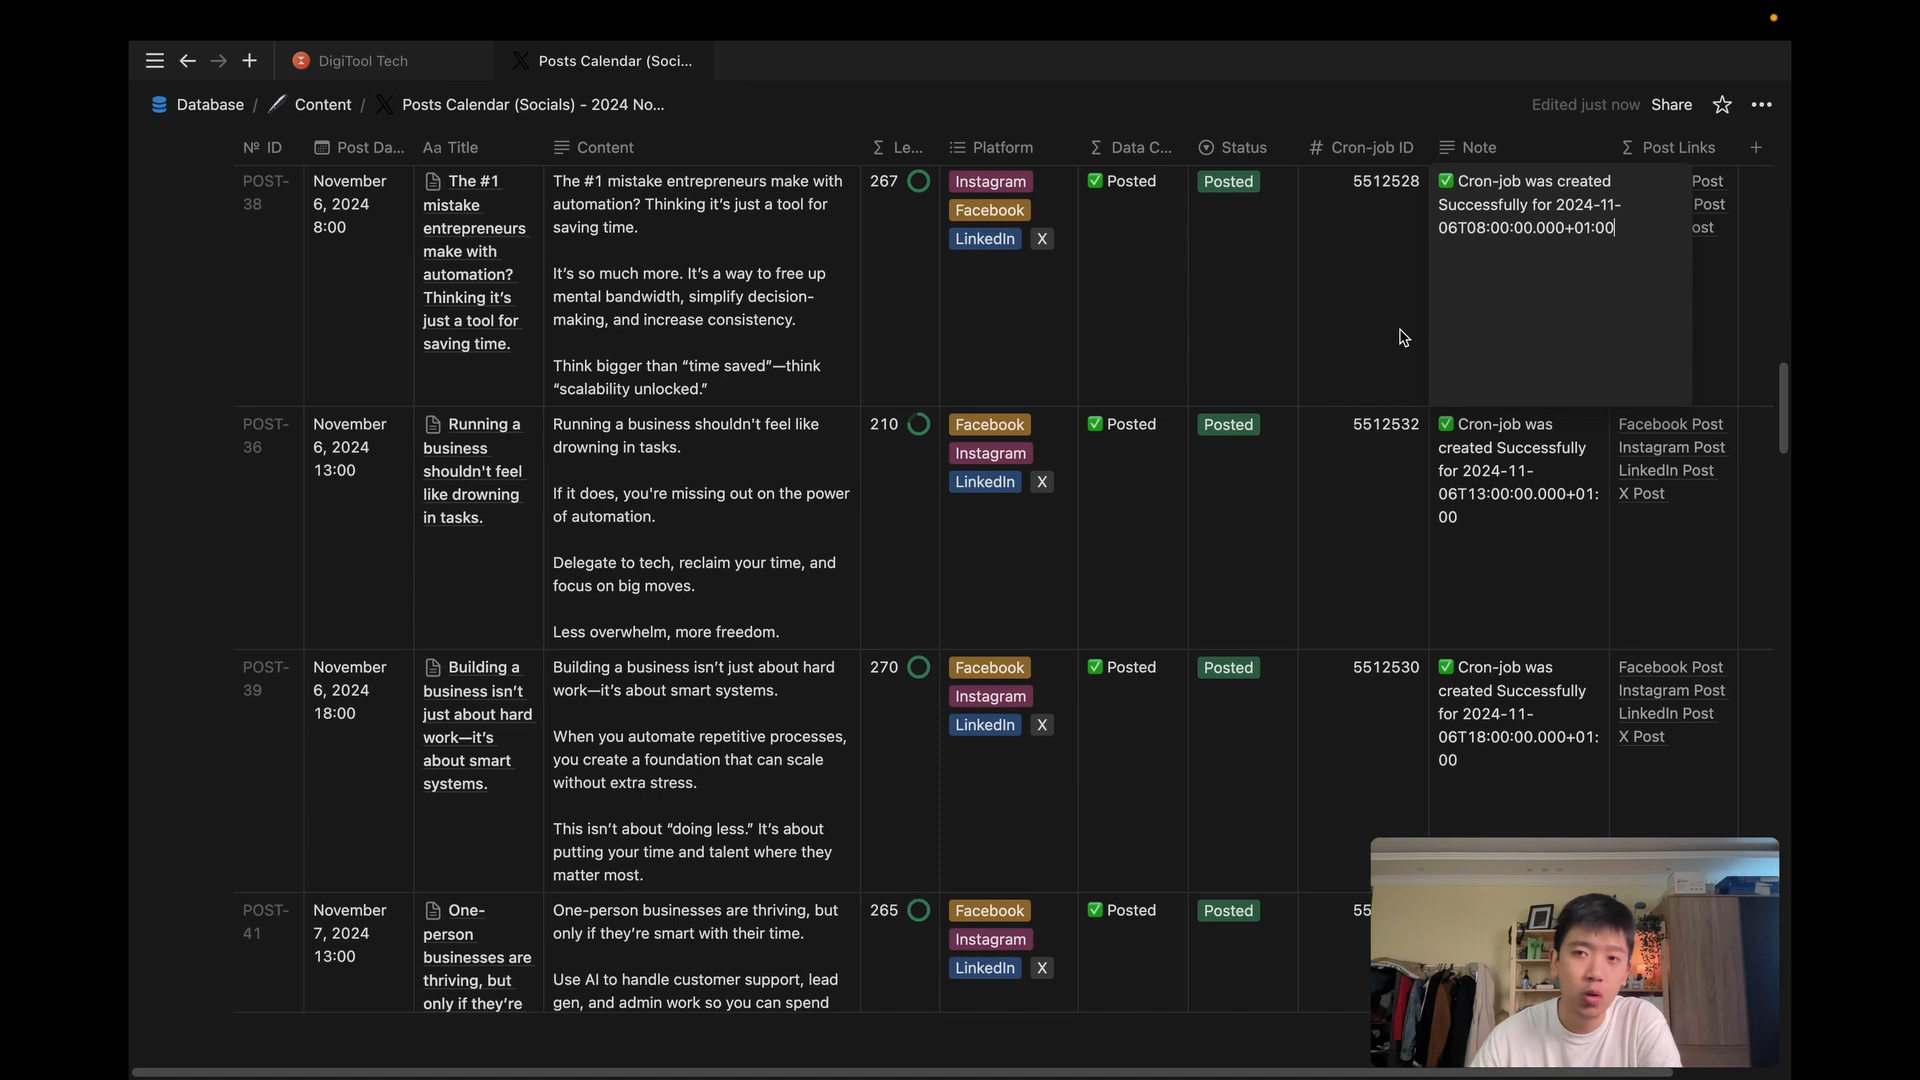 DigiTool Tech
Posts Calendar (Soci...
Database / Content / Posts Calendar (Socials) - 2024 No...
Edited just now Share
Nº ID
Post Da...
Aa Title
Content
Σ Le...
Platform
Σ Data C...
Status
# Cron-job ID
Note
Σ Post Links
POST-
38
November
6, 2024
8:00
The #1
mistake
entrepreneurs
make with
automation?
Thinking it’s
just a tool for
saving time.
The #1 mistake entrepreneurs make with
automation? Thinking it’s just a tool for
saving time.
It’s so much more. It’s a way to free up
mental bandwidth, simplify decision-
making, and increase consistency.
Think bigger than “time saved”—think
“scalability unlocked.”
267
Instagram
Facebook
LinkedIn X
✅ Posted
Posted
5512528
✅ Cron-job was created
Successfully for 2024-11-
06T08:00:00.000+01:00
Post
Post
ost
POST-
36
November
6, 2024
13:00
Running a
business
shouldn't feel
like drowning
in tasks.
Running a business shouldn't feel like
drowning in tasks.
If it does, you're missing out on the power
of automation.
Delegate to tech, reclaim your time, and
focus on big moves.
Less overwhelm, more freedom.
210
Facebook
Instagram
LinkedIn X
✅ Posted
Posted
5512532
✅ Cron-job was
created Successfully
for 2024-11-
06T13:00:00.000+01:
00
Facebook Post
Instagram Post
LinkedIn Post
X Post
POST-
39
November
6, 2024
18:00
Building a
business isn’t
just about hard
work—it’s
about smart
systems.
Building a business isn’t just about hard
work—it’s about smart systems.
When you automate repetitive processes,
you create a foundation that can scale
without extra stress.
This isn’t about “doing less.” It’s about
putting your time and talent where they
matter most.
270
Facebook
Instagram
LinkedIn X
✅ Posted
Posted
5512530
✅ Cron-job was
created Successfully
for 2024-11-
06T18:00:00.000+01:
00
Facebook Post
Instagram Post
LinkedIn Post
X Post
POST-
41
November
7, 2024
13:00
One-
person
businesses are
thriving, but
only if they’re
One-person businesses are thriving, but
only if they’re smart with their time.
Use AI to handle customer support, lead
gen, and admin work so you can spend
265
Facebook
Instagram
LinkedIn X
✅ Posted
Posted
55